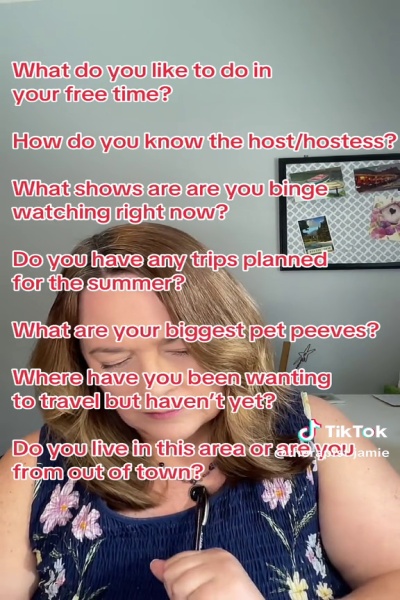 What do you like to do in
your free time?
How do you know the host/hostess?
What shows are are you binge
watching right now?
Do you have any trips planned
for the summer?
What are your biggest pet peeves?
Where have you been wanting
to travel but haven't yet?
Do you live in this area or are you
from out of town?
TikTok
jamie